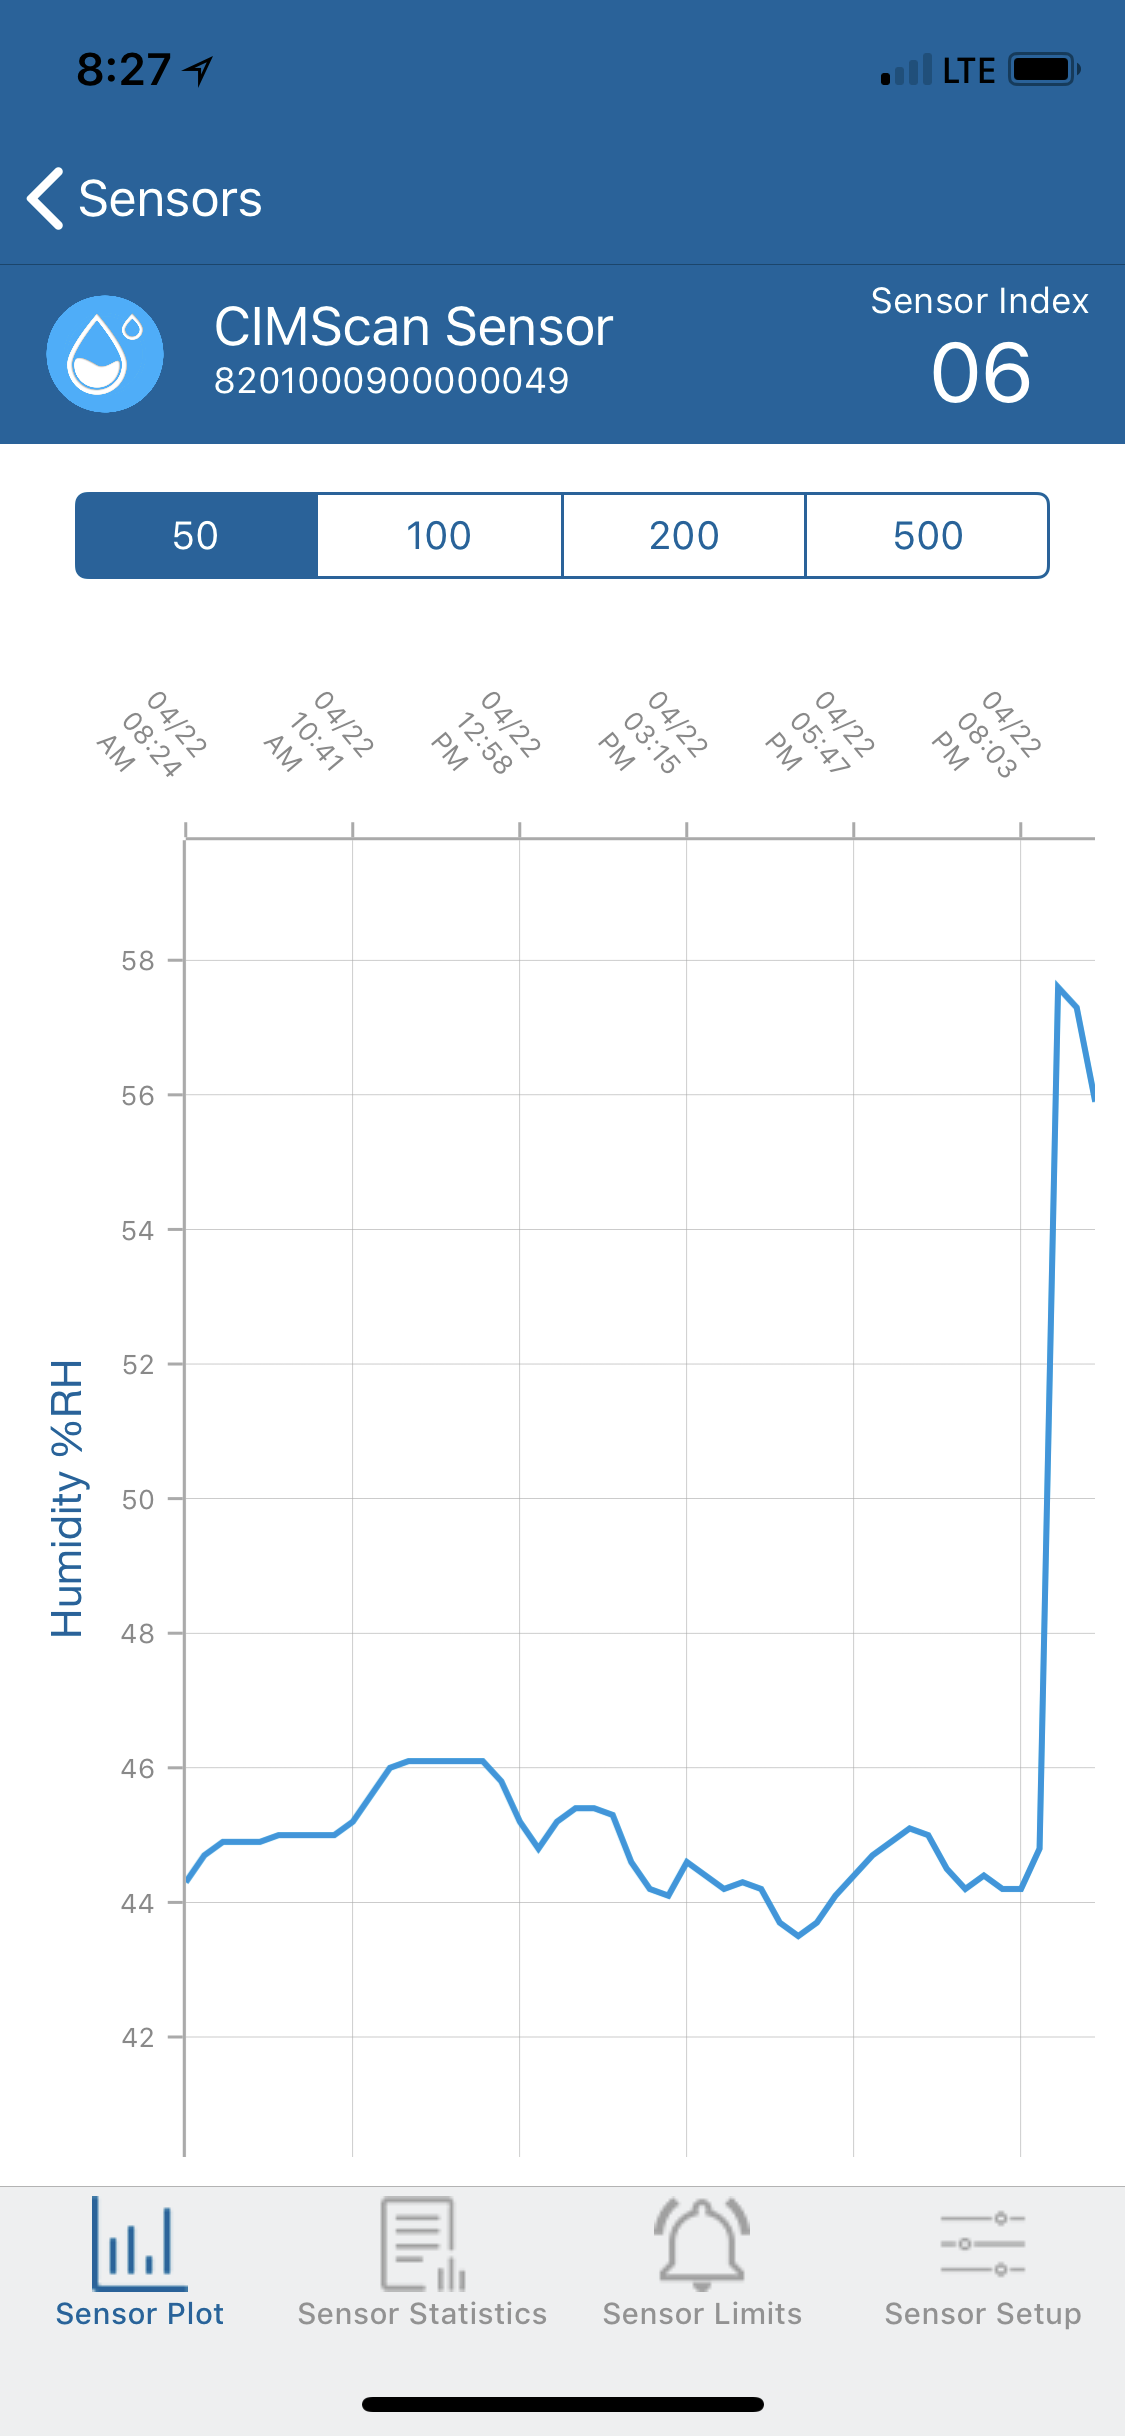 8:27
LTE
Sensors
CIMScan Sensor
8201000900000049
Sensor Index
06
50
100
200
500
04/22
08:24
AM
04/22
10:41
AM
04/22
12:58
PM
04/22
03:15
PM
04/22
05:47
PM
04/22
08:03
PM
58
56
54
52
50
48
46
44
42
Humidity %RH
Sensor Plot
Sensor Statistics
Sensor Limits
Sensor Setup